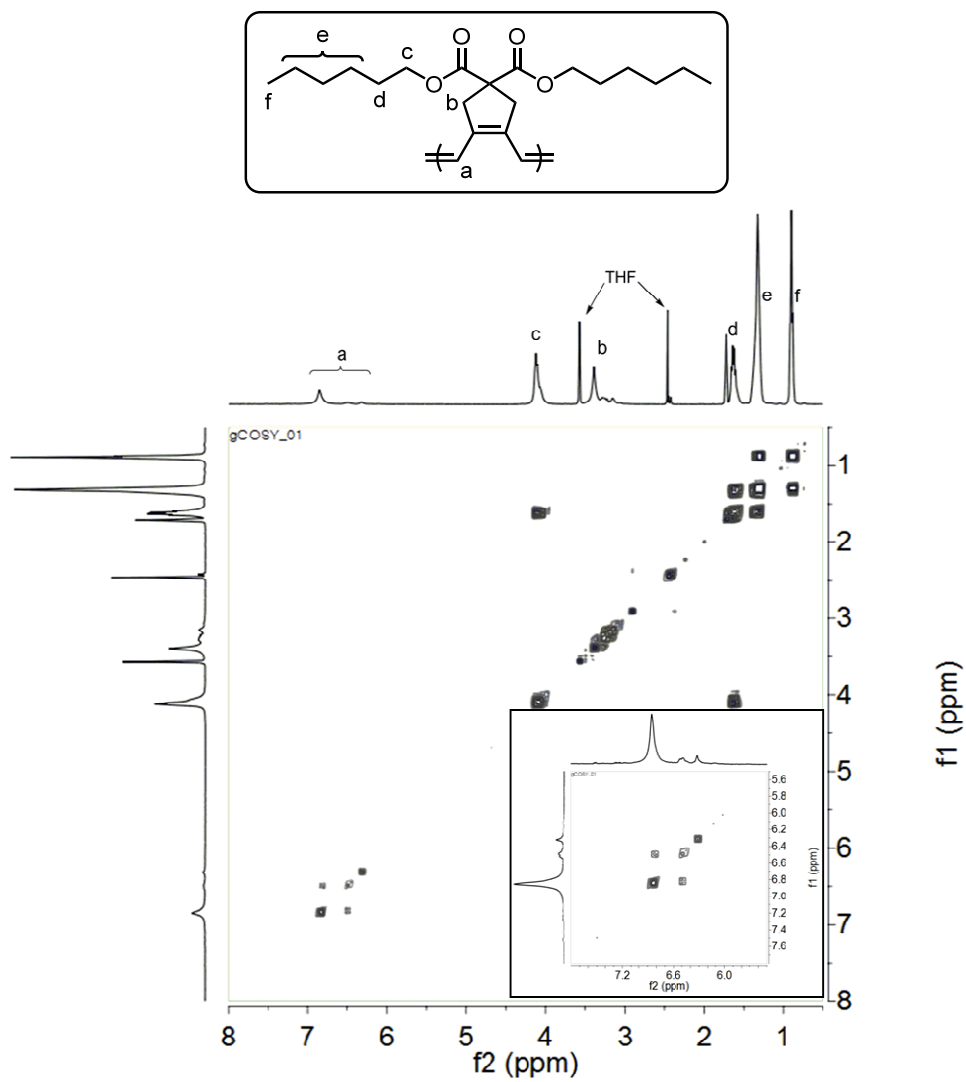 O O
e
c
O O
f d b
a
THF
e f
d
c
b
a
gCOSY_01
1
2
3
4
5
6
7
8
f1 (ppm)
gCOSY_01
5.6
5.8
6.0
6.2
6.4
6.6
6.8
7.0
7.2
7.4
7.6
f1 (ppm)
7.2 6.6 6.0
f2 (ppm)
8 7 6 5 4 3 2 1
f2 (ppm)